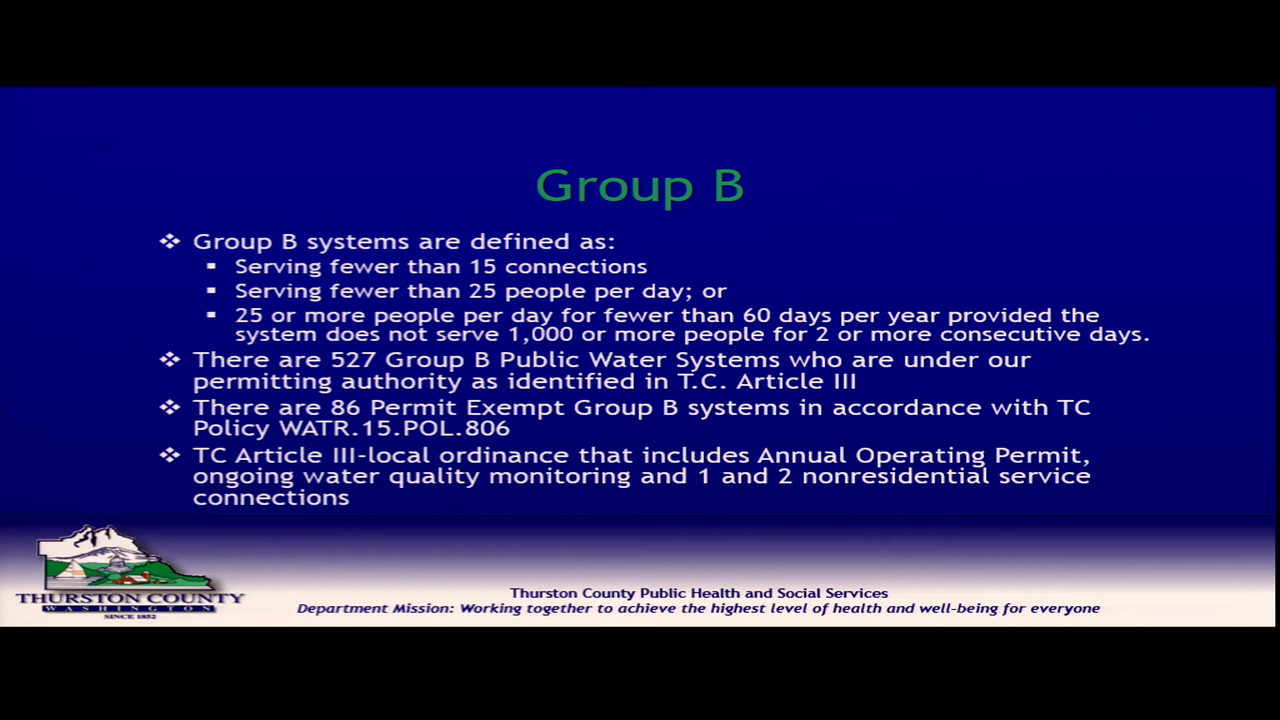 Group B
❖ Group B systems are defined as:
▪ Serving fewer than 15 connections
▪ Serving fewer than 25 people per day; or
▪ 25 or more people per day for fewer than 60 days per year provided the
system does not serve 1,000 or more people for 2 or more consecutive days.
❖ There are 527 Group B Public Water Systems who are under our
permitting authority as identified in T.C. Article III
❖ There are 86 Permit Exempt Group B systems in accordance with TC
Policy WATR.15.POL.806
❖ TC Article III-local ordinance that includes Annual Operating Permit,
ongoing water quality monitoring and 1 and 2 nonresidential service
connections
THURSTON COUNTY
WASHINGTON
SINCE 1852
Thurston County Public Health and Social Services
Department Mission: Working together to achieve the highest level of health and well-being for everyone